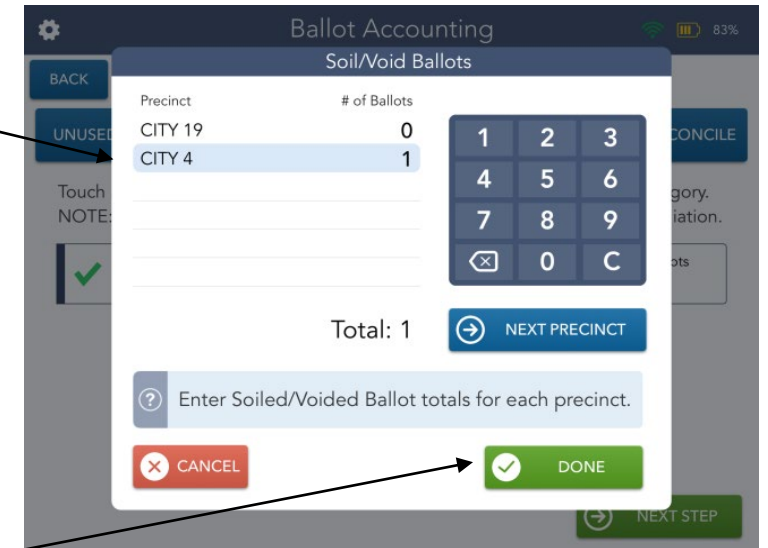 Ballot Accounting
83%
BACK
Soil/Void Ballots
Precinct # of Ballots
CITY 19 0
CITY 4 1
1 2 3
4 5 6
7 8 9
0 C
UNUSED
CONCILE
Touch
gory.
NOTE:
iation.
ots
Total: 1
NEXT PRECINCT
? Enter Soiled/Voided Ballot totals for each precinct.
CANCEL
DONE
NEXT STEP